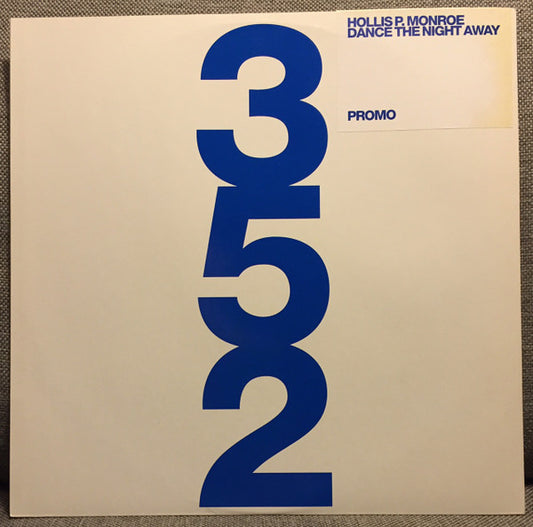 HOLLIS P. MONROE
DANCE THE NIGHT AWAY
PROMO
3
5
2